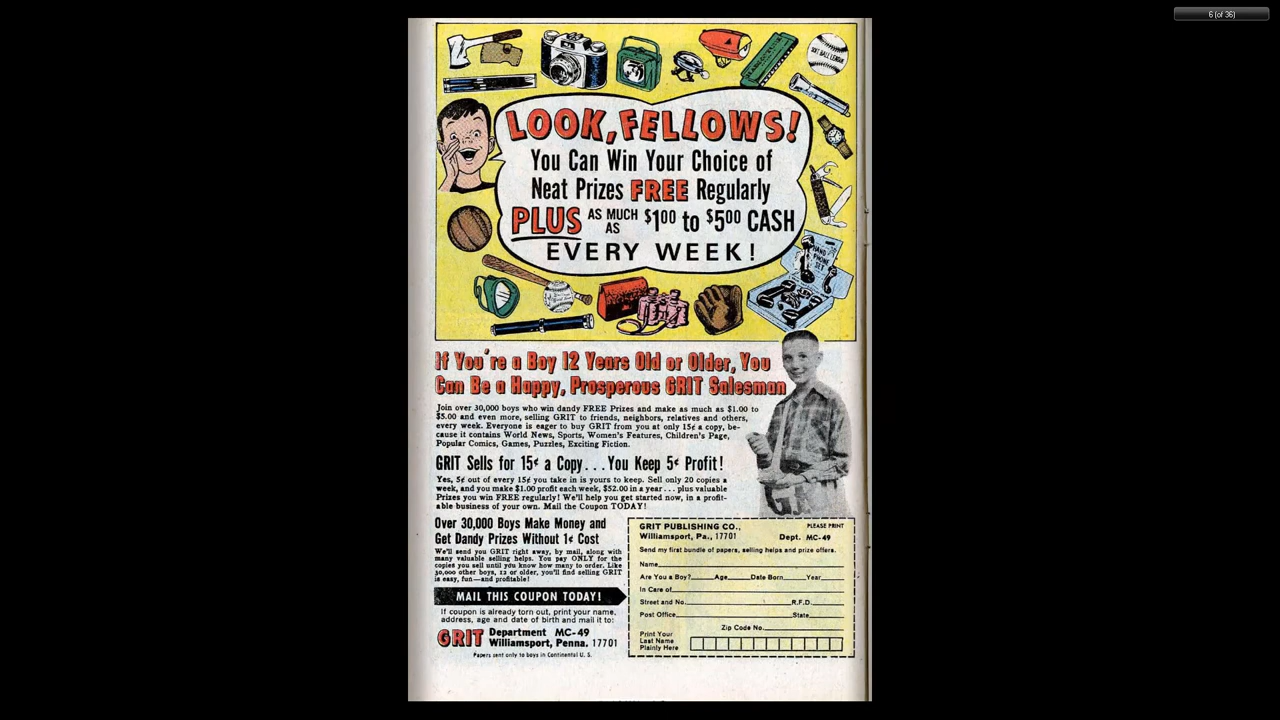 6 (of 36)
SOFT BALL LEAGUE
LOOK, FELLOWS!
You Can Win Your Choice of
Neat Prizes FREE Regularly
PLUS AS MUCH AS $100 to $500 CASH
EVERY WEEK!
HAND PHONE SET
If You're a Boy 12 Years Old or Older, You
Can Be a Happy, Prosperous GRIT Salesman
Join over 30,000 boys who win dandy FREE Prizes and make as much as $1.00 to
$5.00 and even more, selling GRIT to friends, neighbors, relatives and others,
every week. Everyone is eager to buy GRIT from you at only 15¢ a copy, be-
cause it contains World News, Sports, Women's Features, Children's Page,
Popular Comics, Games, Puzzles, Exciting Fiction.
GRIT Sells for 15¢ a Copy...You Keep 5¢ Profit!
Yes, 5¢ out of every 15¢ you take in is yours to keep. Sell only 20 copies a
week, and you make $1.00 profit each week, $52.00 in a year . . . plus valuable
Prizes you win FREE regularly! We'll help you get started now, in a profit-
able business of your own. Mail the Coupon TODAY!
Over 30,000 Boys Make Money and
Get Dandy Prizes Without 1¢ Cost
We'll send you GRIT right away, by mail, along with
many valuable selling helps. You pay ONLY for the
copies you sell until you know how many to order. Like
30,000 other boys, 12 or older, you'll find selling GRIT
is easy, fun—and profitable!
MAIL THIS COUPON TODAY!
If coupon is already torn out, print your name,
address, age and date of birth and mail it to:
GRIT Department MC-49
Williamsport, Penna. 17701
Papers sent only to boys in Continental U. S.
GRIT PUBLISHING CO., PLEASE PRINT
Williamsport, Pa., 17701 Dept. MC-49
Send my first bundle of papers, selling helps and prize offers.
Name
Are You a Boy? Age Date Born Year
In Care of
Street and No. R.F.D.
Post Office State
Zip Code No.
Print Your
Last Name
Plainly Here